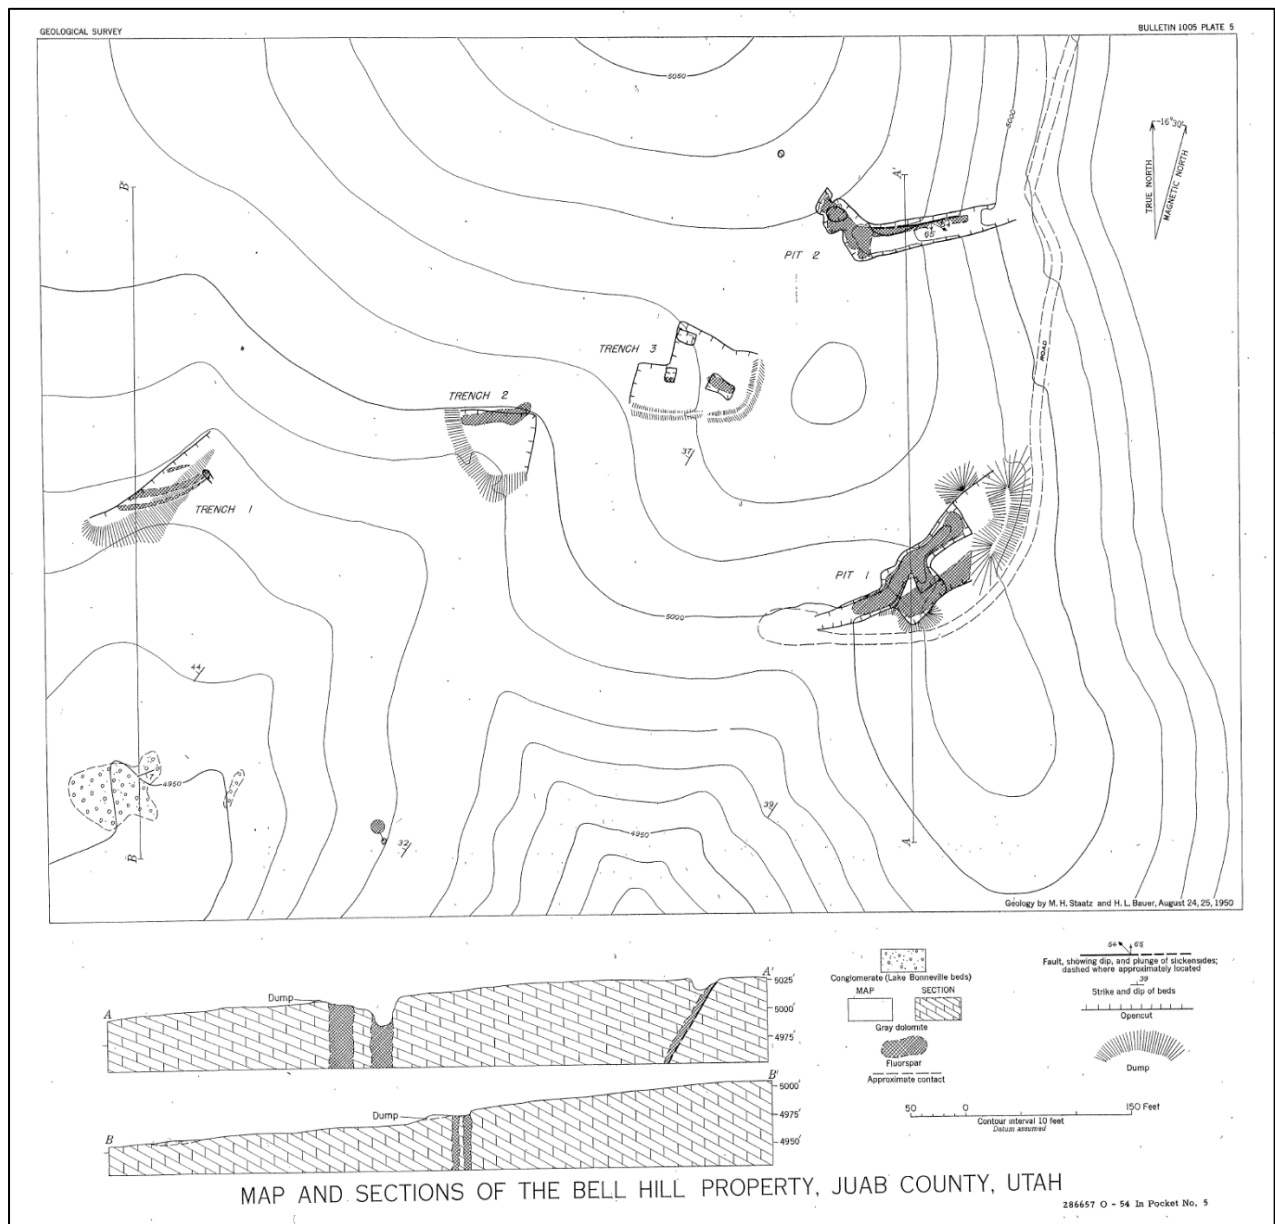 GEOLOGICAL SURVEY
BULLETIN 1005 PLATE 5
5050
5000
-16°30'
TRUE NORTH
MAGNETIC NORTH
B'
A'
PIT 2
65
ROAD
TRENCH 3
TRENCH 2
37
TRENCH 1
PIT 1
5000
44
4950
39
4950
32
B
A
Geology by M. H. Staatz and H. L. Bauer, August 24, 25, 1950
A'
5025'
Dump
5000'
A
4975'
B'
5000'
Dump
4975'
B
4950'
Conglomerate (Lake Bonneville beds)
MAP
SECTION
Gray dolomite
Fluorspar
Approximate contact
54
65
Fault, showing dip, and plunge of slickensides;
dashed where approximately located
39
Strike and dip of beds
Opencut
Dump
50
0
150 Feet
Contour interval 10 feet
Datum assumed
MAP AND SECTIONS OF THE BELL HILL PROPERTY, JUAB COUNTY, UTAH
286657 O - 54 In Pocket No. 5